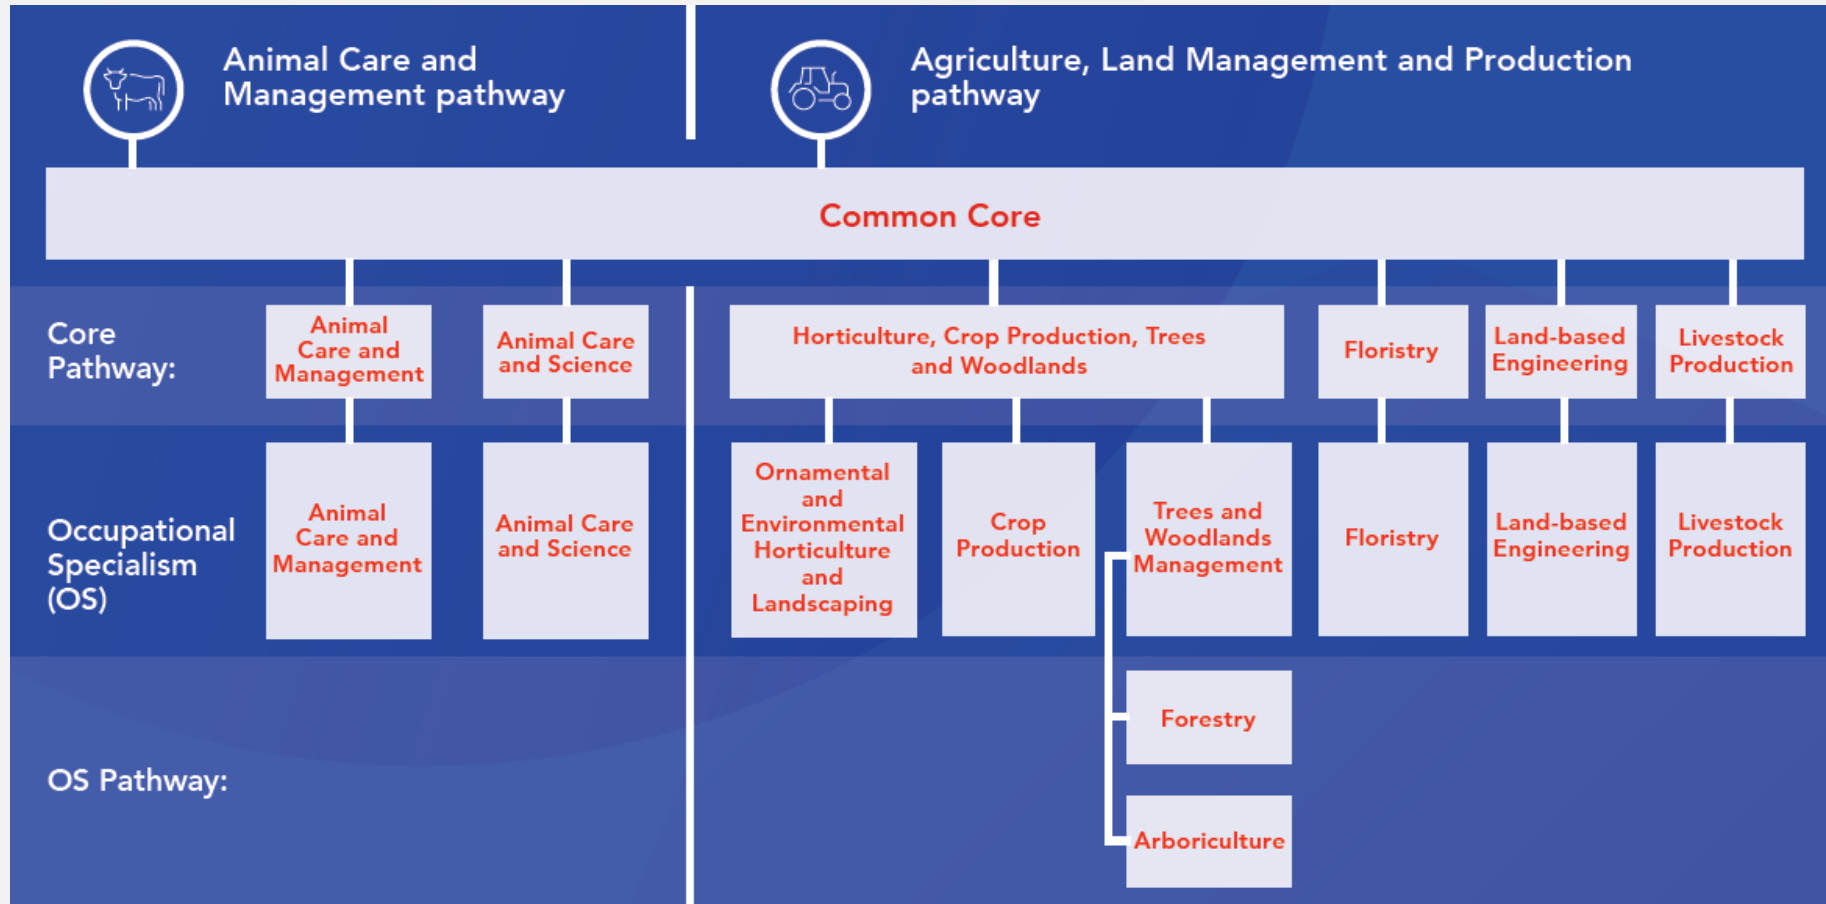 Animal Care and
Management pathway
Agriculture, Land Management and Production
pathway
Common Core
Core
Pathway:
Animal
Care and
Management
Animal Care
and Science
Horticulture, Crop Production, Trees
and Woodlands
Floristry
Land-based
Engineering
Livestock
Production
Occupational
Specialism
(OS)
Animal
Care and
Management
Animal Care
and Science
Ornamental
and
Environmental
Horticulture
and
Landscaping
Crop
Production
Trees and
Woodlands
Management
Floristry
Land-based
Engineering
Livestock
Production
OS Pathway:
Forestry
Arboriculture